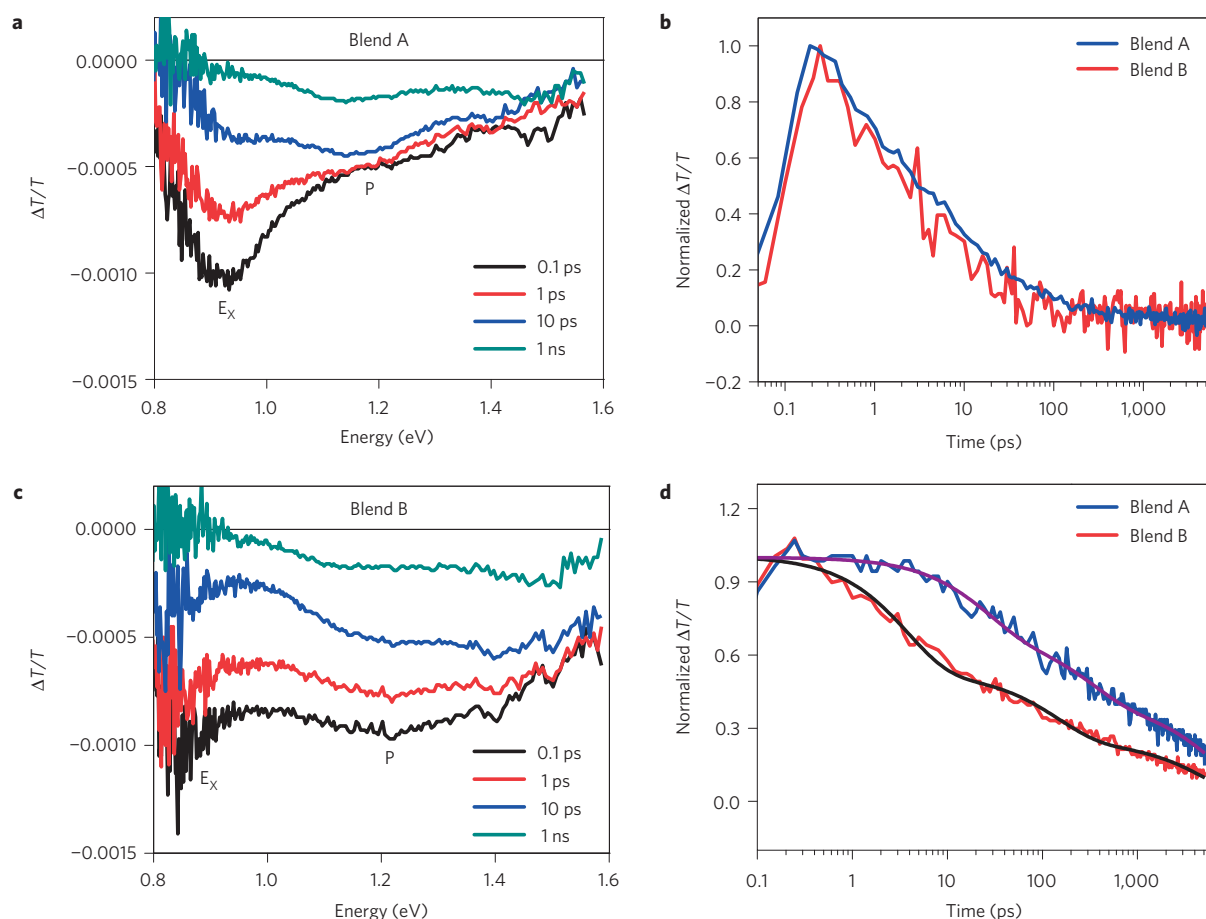 a
Blend A
0.0000
−0.0005
−0.0010
−0.0015
ΔT/T
E_X
P
0.1 ps
1 ps
10 ps
1 ns
0.8
1.0
1.2
1.4
1.6
Energy (eV)
b
Blend A
Blend B
1.0
0.8
0.6
0.4
0.2
0.0
−0.2
Normalized ΔT/T
0.1
1
10
100
1,000
Time (ps)
c
Blend B
0.0000
−0.0005
−0.0010
−0.0015
ΔT/T
E_X
P
0.1 ps
1 ps
10 ps
1 ns
0.8
1.0
1.2
1.4
1.6
Energy (eV)
d
Blend A
Blend B
1.2
0.9
0.6
0.3
0.0
Normalized ΔT/T
0.1
1
10
100
1,000
Time (ps)